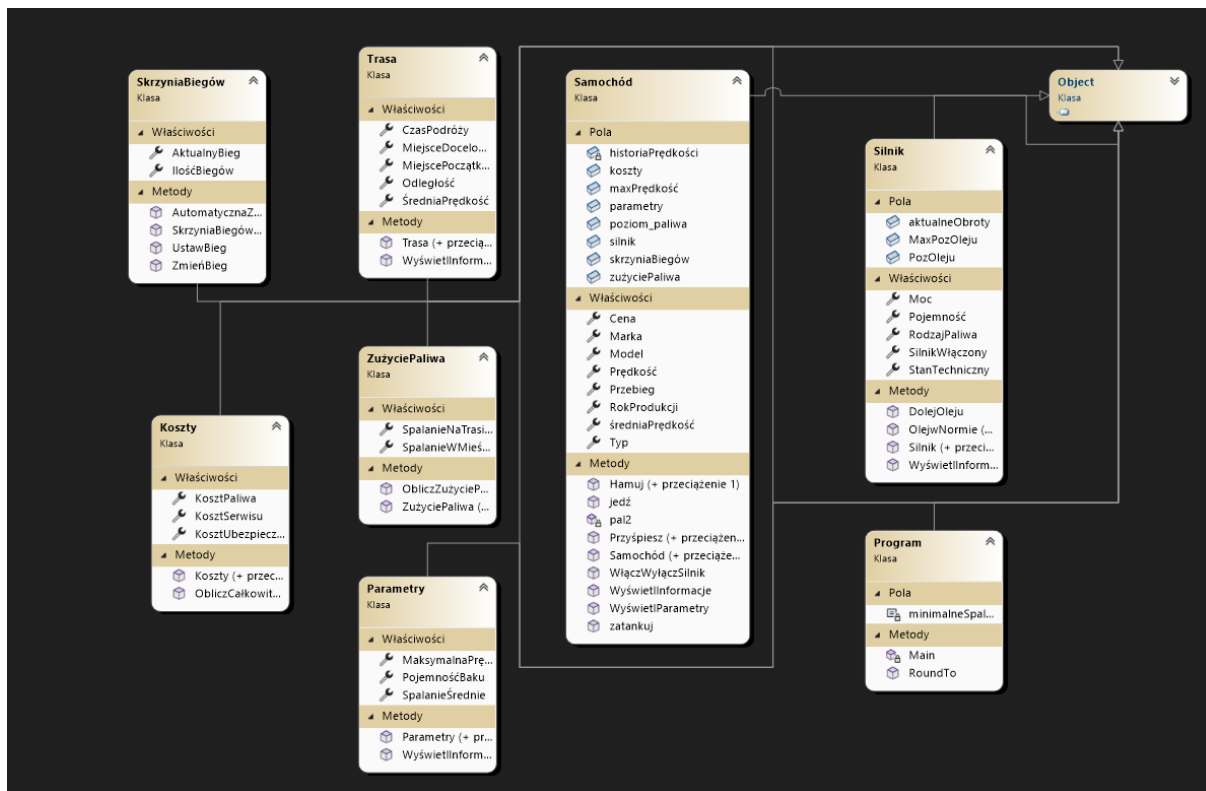 SkrzyniaBiegów
Klasa
Właściwości
AktualnyBieg
IlośćBiegów
Metody
AutomatycznaZ...
SkrzyniaBiegów...
UstawBieg
ZmieńBieg
Trasa
Klasa
Właściwości
CzasPodróży
MiejsceDocelo...
MiejscePocząt...
Odległość
ŚredniaPrędkość
Metody
Trasa (+ przecią...
WyświetlInform...
Samochód
Klasa
Pola
historiaPrędkości
koszty
maxPrędkość
parametry
poziom_paliwa
silnik
skrzyniaBiegów
zużyciePaliwa
Właściwości
Cena
Marka
Model
Prędkość
Przebieg
RokProdukcji
średniaPrędkość
Typ
Metody
Hamuj (+ przeciążenie 1)
jedź
pal2
Przyśpiesz (+ przeciążen...
Samochód (+ przeciąże...
WłączWyłączSilnik
WyświetlInformacje
WyświetlParametry
zatankuj
Object
Klasa
Silnik
Klasa
Pola
aktualneObroty
MaxPozOleju
PozOleju
Właściwości
Moc
Pojemność
RodzajPaliwa
SilnikWłączony
StanTechniczny
Metody
DolejOleju
OlejwNormie (...
Silnik (+ przeci...
WyświetlInform...
ZużyciePaliwa
Klasa
Właściwości
SpalanieNaTrasi...
SpalanieWMieś...
Metody
ObliczZużycieP...
ZużyciePaliwa (...
Koszty
Klasa
Właściwości
KosztPaliwa
KosztSerwisu
KosztUbezpiecz...
Metody
Koszty (+ przec...
ObliczCałkowit...
Parametry
Klasa
Właściwości
MaksymalnaPrę...
PojemnośćBaku
SpalanieŚrednie
Metody
Parametry (+ pr...
WyświetlInform...
Program
Klasa
Pola
minimalneSpal...
Metody
Main
RoundTo